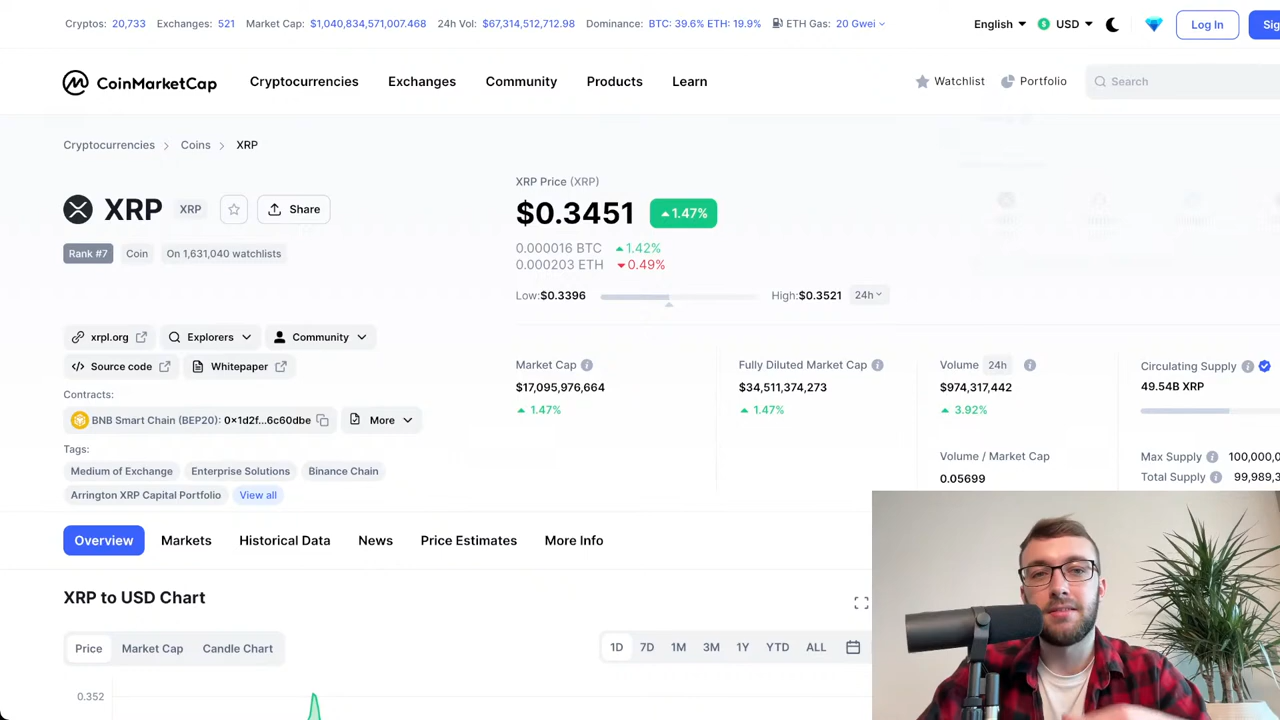 Cryptos: 20,733 Exchanges: 521 Market Cap: $1,040,834,571,007.468 24h Vol: $67,314,512,712.98 Dominance: BTC: 39.6% ETH: 19.9% ETH Gas: 20 Gwei English USD Log In
CoinMarketCap Cryptocurrencies Exchanges Community Products Learn Watchlist Portfolio Search
Cryptocurrencies Coins XRP
XRP XRP Share
Rank #7 Coin On 1,631,040 watchlists
XRP Price (XRP)
$0.3451 1.47%
0.000016 BTC 1.42%
0.000203 ETH 0.49%
Low:$0.3396 High:$0.3521 24h
xrpl.org Explorers Community
Source code Whitepaper
Contracts:
BNB Smart Chain (BEP20): 0x1d2f...6c60dbe More
Tags:
Medium of Exchange Enterprise Solutions Binance Chain
Arrington XRP Capital Portfolio View all
Market Cap
$17,095,976,664
1.47%
Fully Diluted Market Cap
$34,511,374,273
1.47%
Volume 24h
$974,317,442
3.92%
Volume / Market Cap
0.05699
Circulating Supply
49.54B XRP
Max Supply 100,000,0
Total Supply 99,989,3
Overview Markets Historical Data News Price Estimates More Info
XRP to USD Chart
Price Market Cap Candle Chart 1D 7D 1M 3M 1Y YTD ALL
0.352